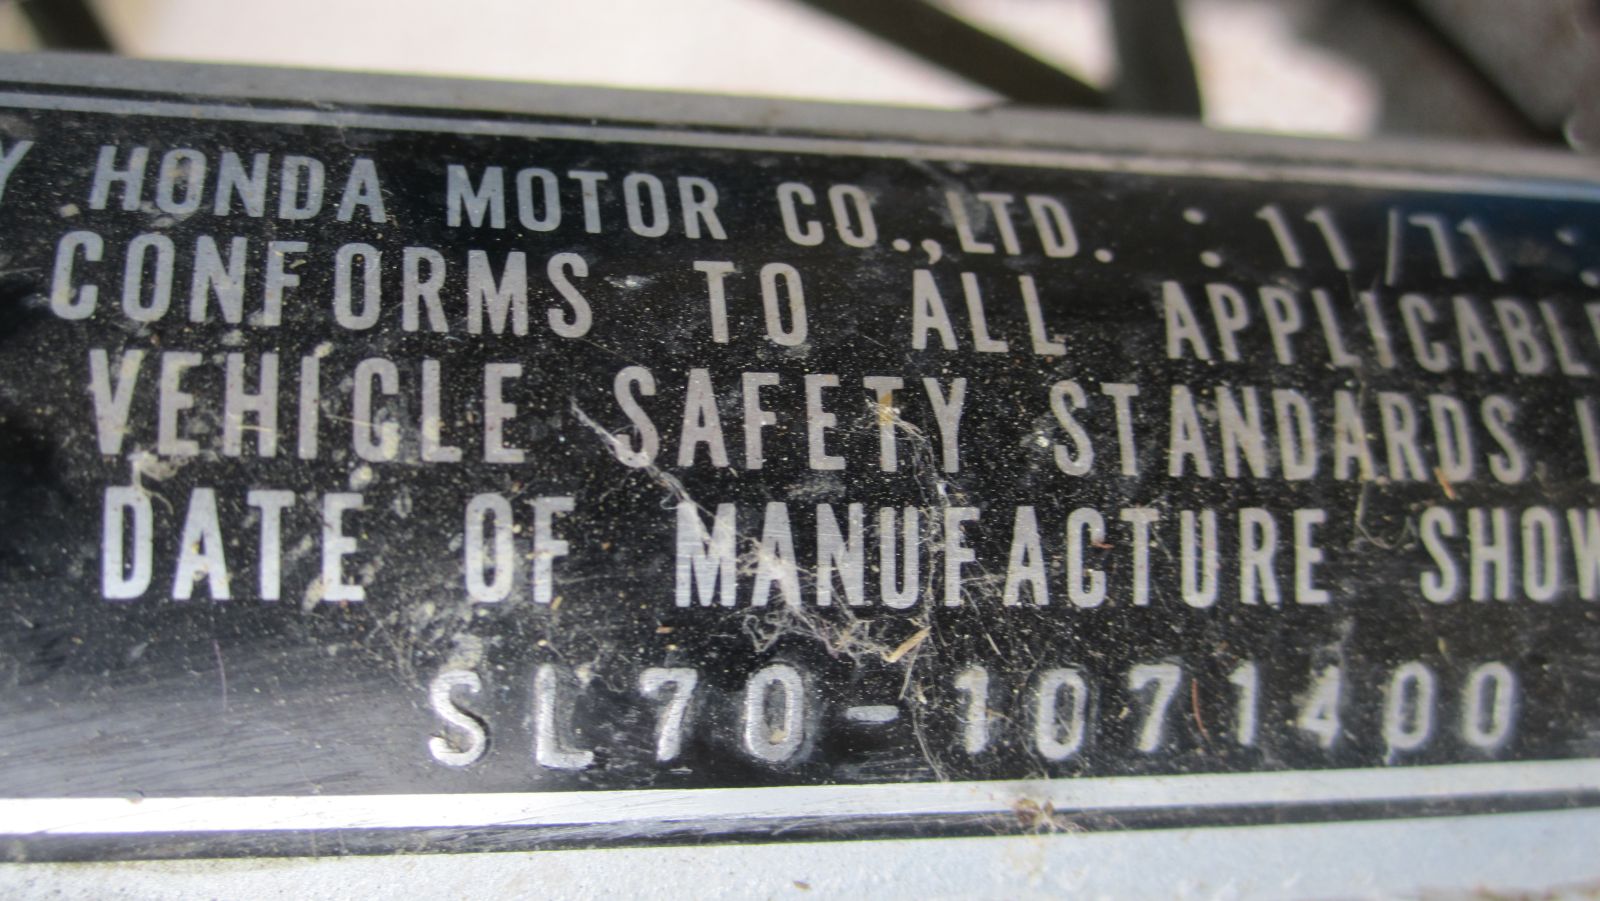 Y HONDA MOTOR CO.,LTD. : 11/71 :
CONFORMS TO ALL APPLICABLE
VEHICLE SAFETY STANDARDS I
DATE OF MANUFACTURE SHOW
SL70-1071400